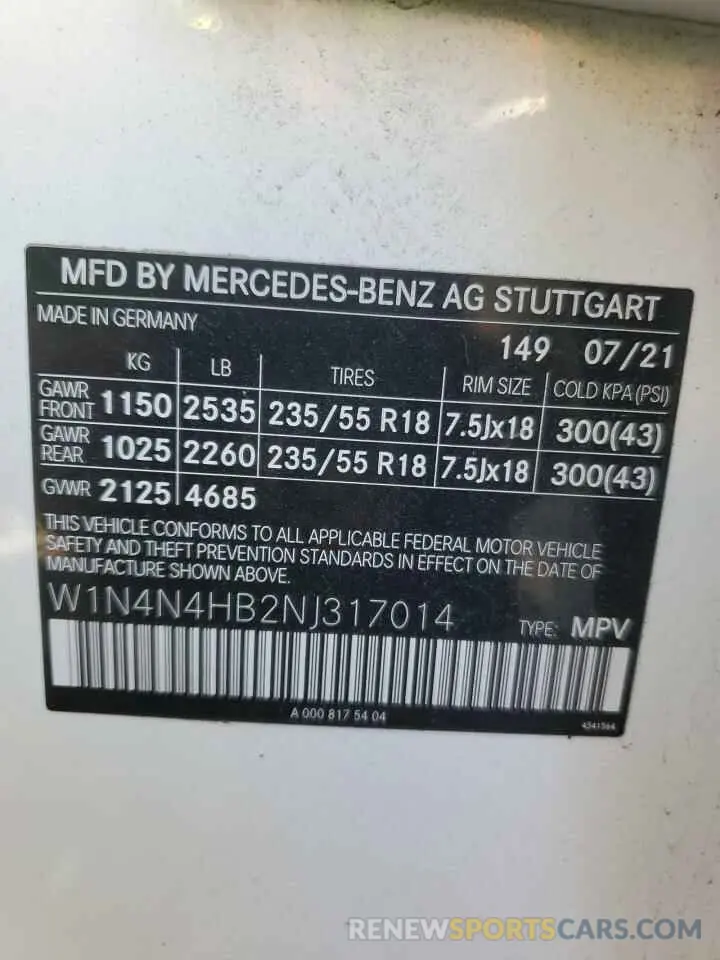 MFD BY MERCEDES-BENZ AG STUTTGART
MADE IN GERMANY
149 07/21
KG LB TIRES RIM SIZE COLD KPA (PSI)
GAWR FRONT 1150 2535 235/55 R18 7.5Jx18 300(43)
GAWR REAR 1025 2260 235/55 R18 7.5Jx18 300(43)
GVWR 2125 4685
THIS VEHICLE CONFORMS TO ALL APPLICABLE FEDERAL MOTOR VEHICLE
SAFETY AND THEFT PREVENTION STANDARDS IN EFFECT ON THE DATE OF
MANUFACTURE SHOWN ABOVE.
W1N4N4HB2NJ317014 TYPE: MPV
A 000 817 54 04
4541564
RENEWSPORTSCARS.COM